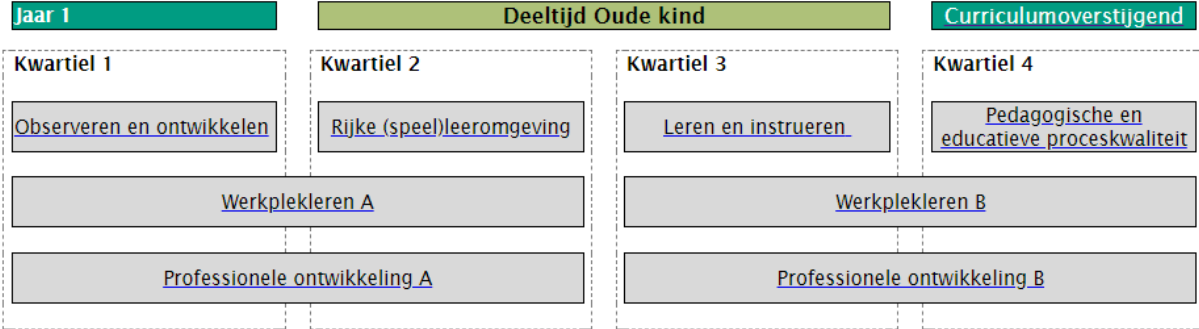 Jaar 1
Deeltijd Oude kind
Curriculumoverstijgend
Kwartiel 1
Kwartiel 2
Kwartiel 3
Kwartiel 4
Observeren en ontwikkelen
Rijke (speel)leeromgeving
Leren en instrueren
Pedagogische en
educatieve proceskwaliteit
Werkplekleren A
Werkplekleren B
Professionele ontwikkeling A
Professionele ontwikkeling B